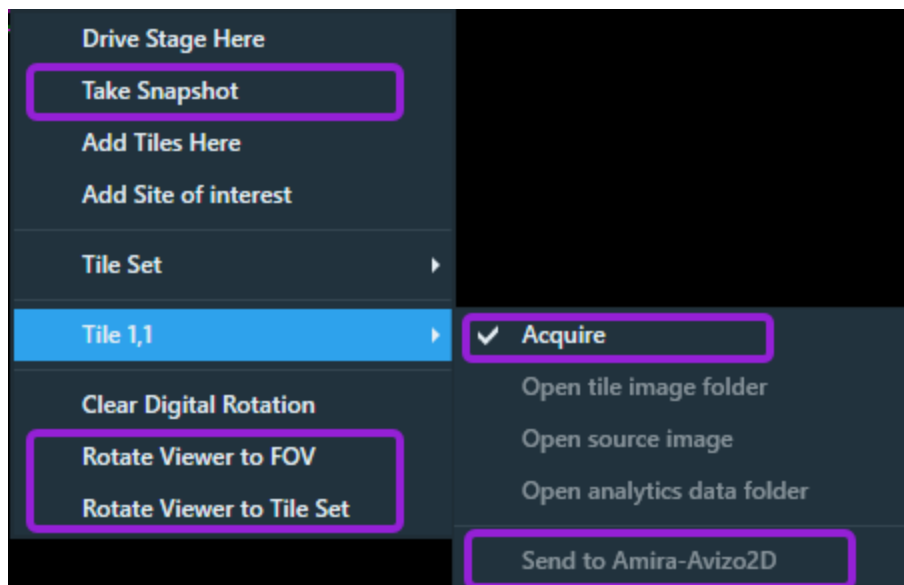 Drive Stage Here
Take Snapshot
Add Tiles Here
Add Site of interest
Tile Set
Tile 1,1
Clear Digital Rotation
Rotate Viewer to FOV
Rotate Viewer to Tile Set
Acquire
Open tile image folder
Open source image
Open analytics data folder
Send to Amira-Avizo2D